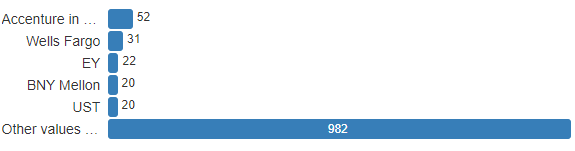 Accenture in ... 52
Wells Fargo 31
EY 22
BNY Mellon 20
UST 20
Other values ... 982